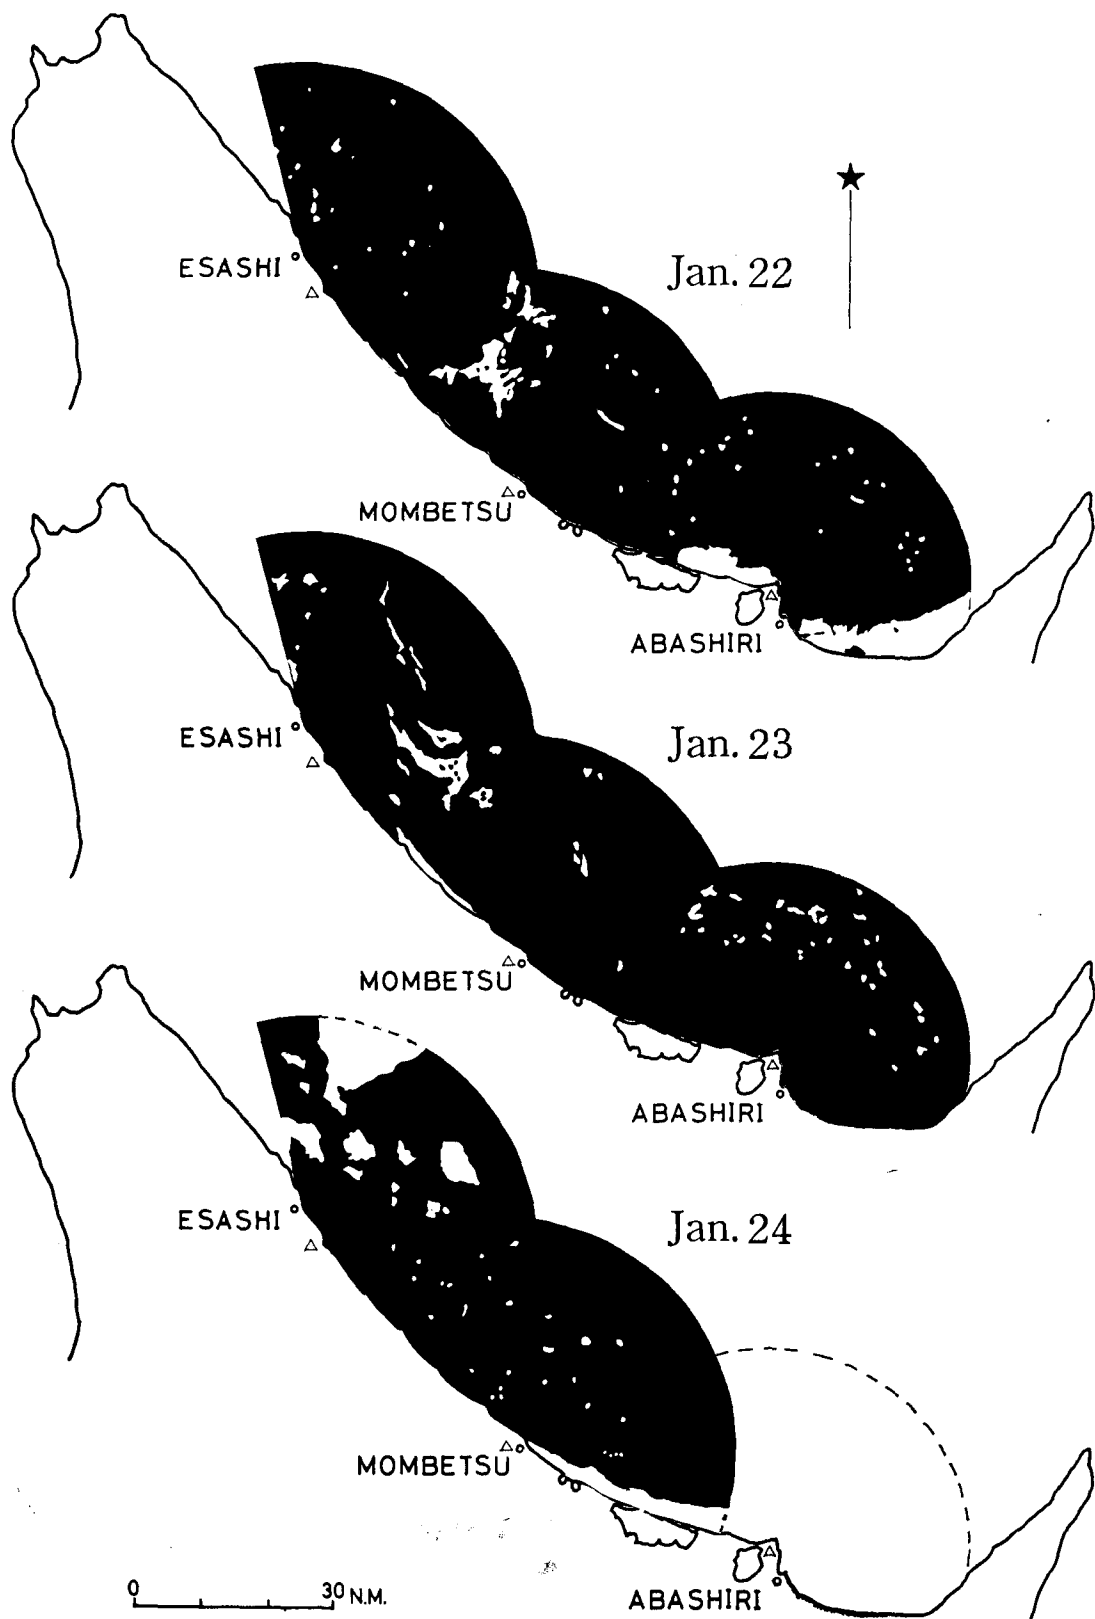 Jan. 22
ESASHI
MOMBETSU
ABASHIRI
Jan. 23
ESASHI
MOMBETSU
ABASHIRI
Jan. 24
ESASHI
MOMBETSU
ABASHIRI
0 30 N.M.